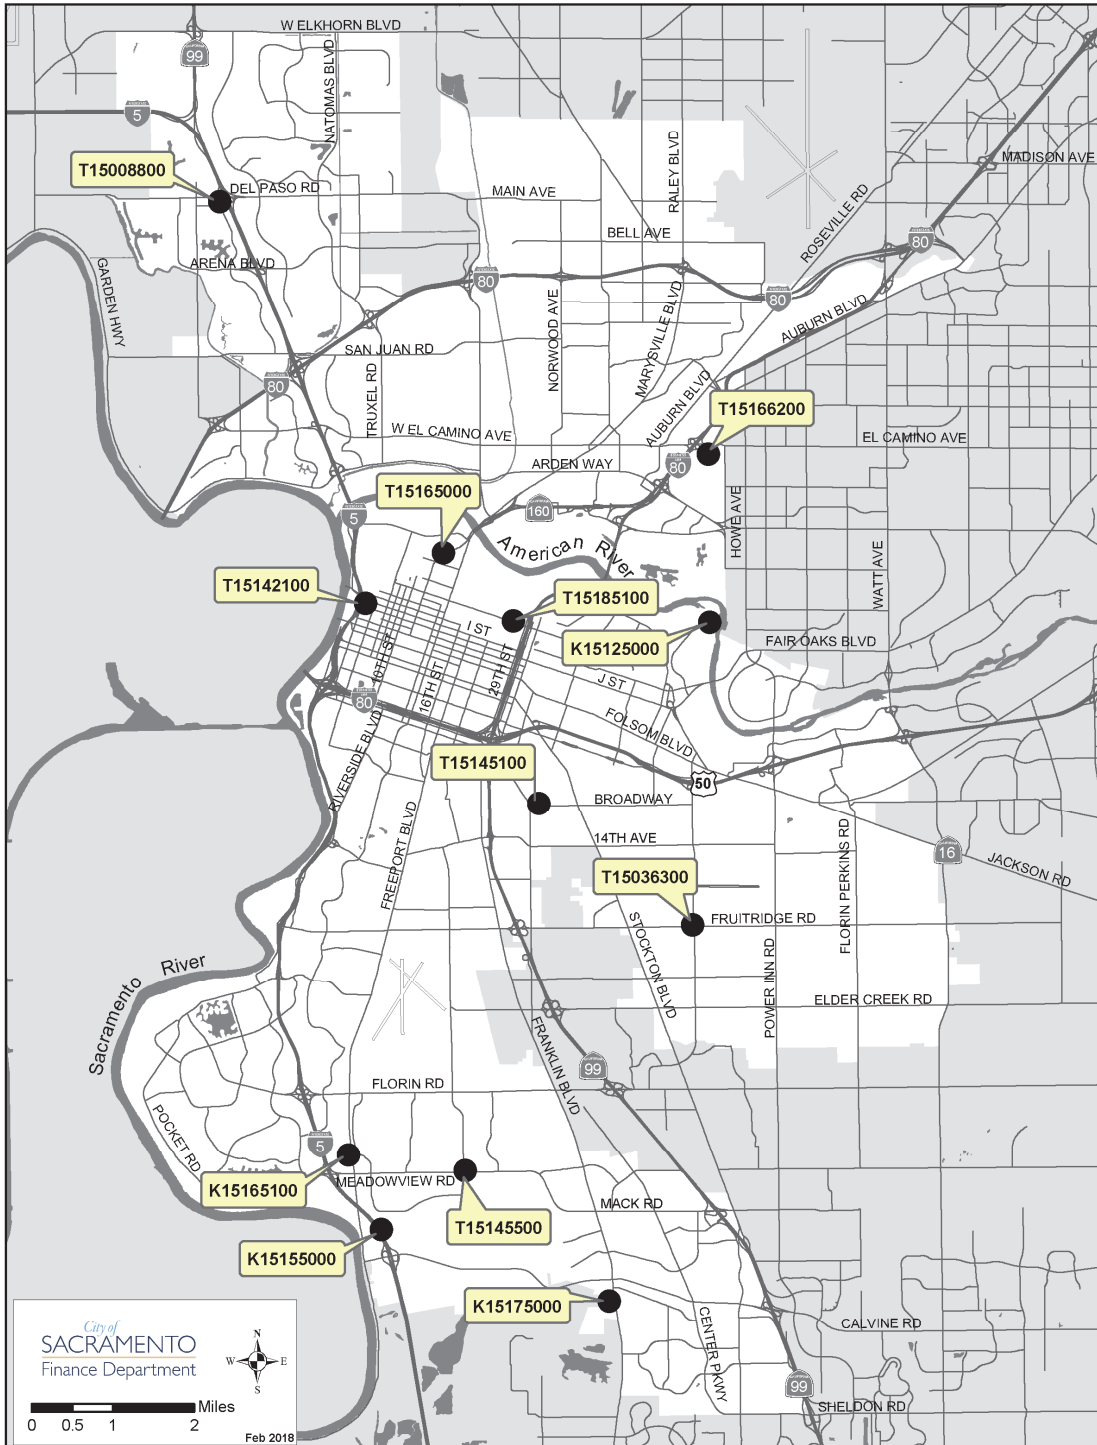 W ELKHORN BLVD
99
NATOMAS BLVD
5
T15008800
DEL PASO RD
MAIN AVE
RALEY BLVD
MADISON AVE
ROSEVILLE RD
BELL AVE
80
ARENA BLVD
GARDEN HWY
80
80
NORWOOD AVE
MARYSVILLE BLVD
AUBURN BLVD
SAN JUAN RD
80
TRUXEL RD
AUBURN BLVD
T15166200
W EL CAMINO AVE
EL CAMINO AVE
ARDEN WAY
80
T15165000
160
5
HOWE AVE
American River
WATT AVE
T15142100
T15185100
I ST
K15125000
FAIR OAKS BLVD
10TH ST
16TH ST
29TH ST
J ST
80
FOLSOM BLVD
RIVERSIDE BLVD
T15145100
50
BROADWAY
FREEPORT BLVD
14TH AVE
FLORIN PERKINS RD
16
JACKSON RD
T15036300
FRUITRIDGE RD
STOCKTON BLVD
POWER INN RD
Sacramento River
ELDER CREEK RD
FRANKLIN BLVD
99
FLORIN RD
POCKET RD
5
K15165100
MEADOWVIEW RD
MACK RD
T15145500
K15155000
K15175000
CENTER PKWY
CALVINE RD
99
SHELDON RD
City of
SACRAMENTO
Finance Department
N
W E
S
Miles
0 0.5 1 2
Feb 2018